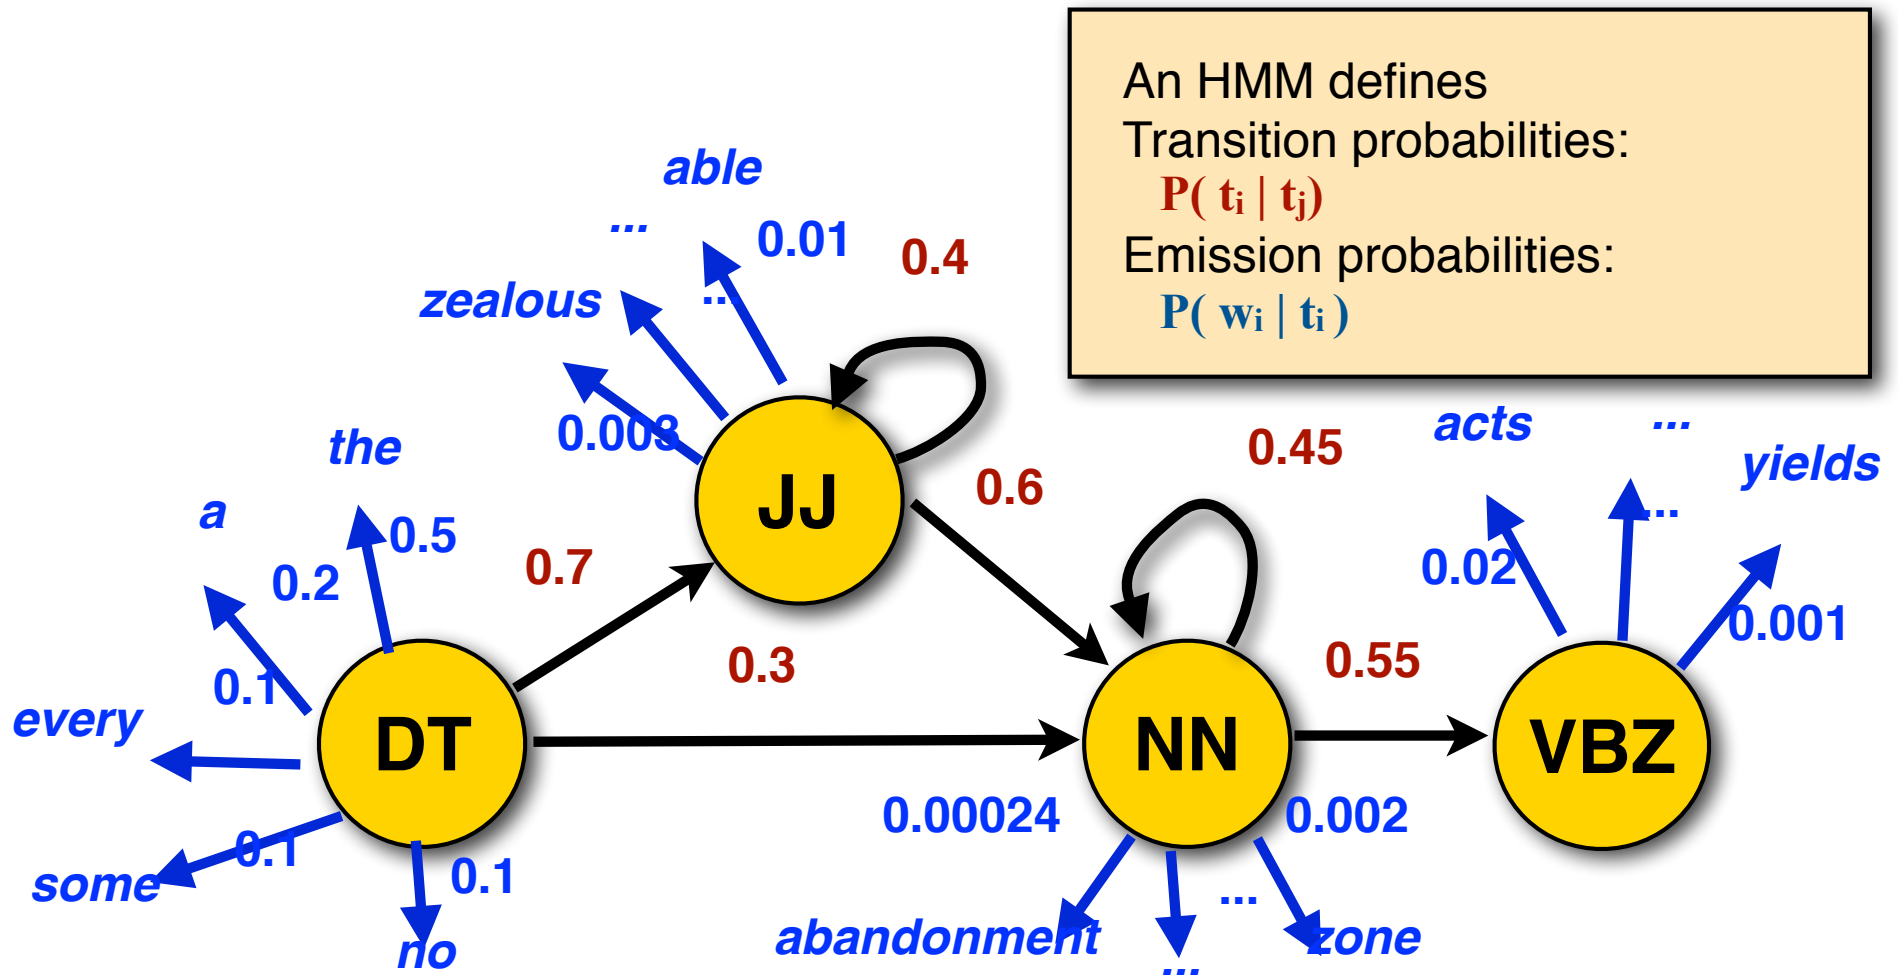 An HMM defines
Transition probabilities:
P( ti | tj)
Emission probabilities:
P( wi | ti )
able
...
0.01
0.4
zealous
...
0.003
JJ
the
a
0.5
0.2
0.7
0.6
0.45
acts
...
yields
...
0.02
0.001
0.1
0.3
0.55
every
DT
NN
VBZ
0.00024
0.002
0.1
some
0.1
no
...
abandonment
zone
...